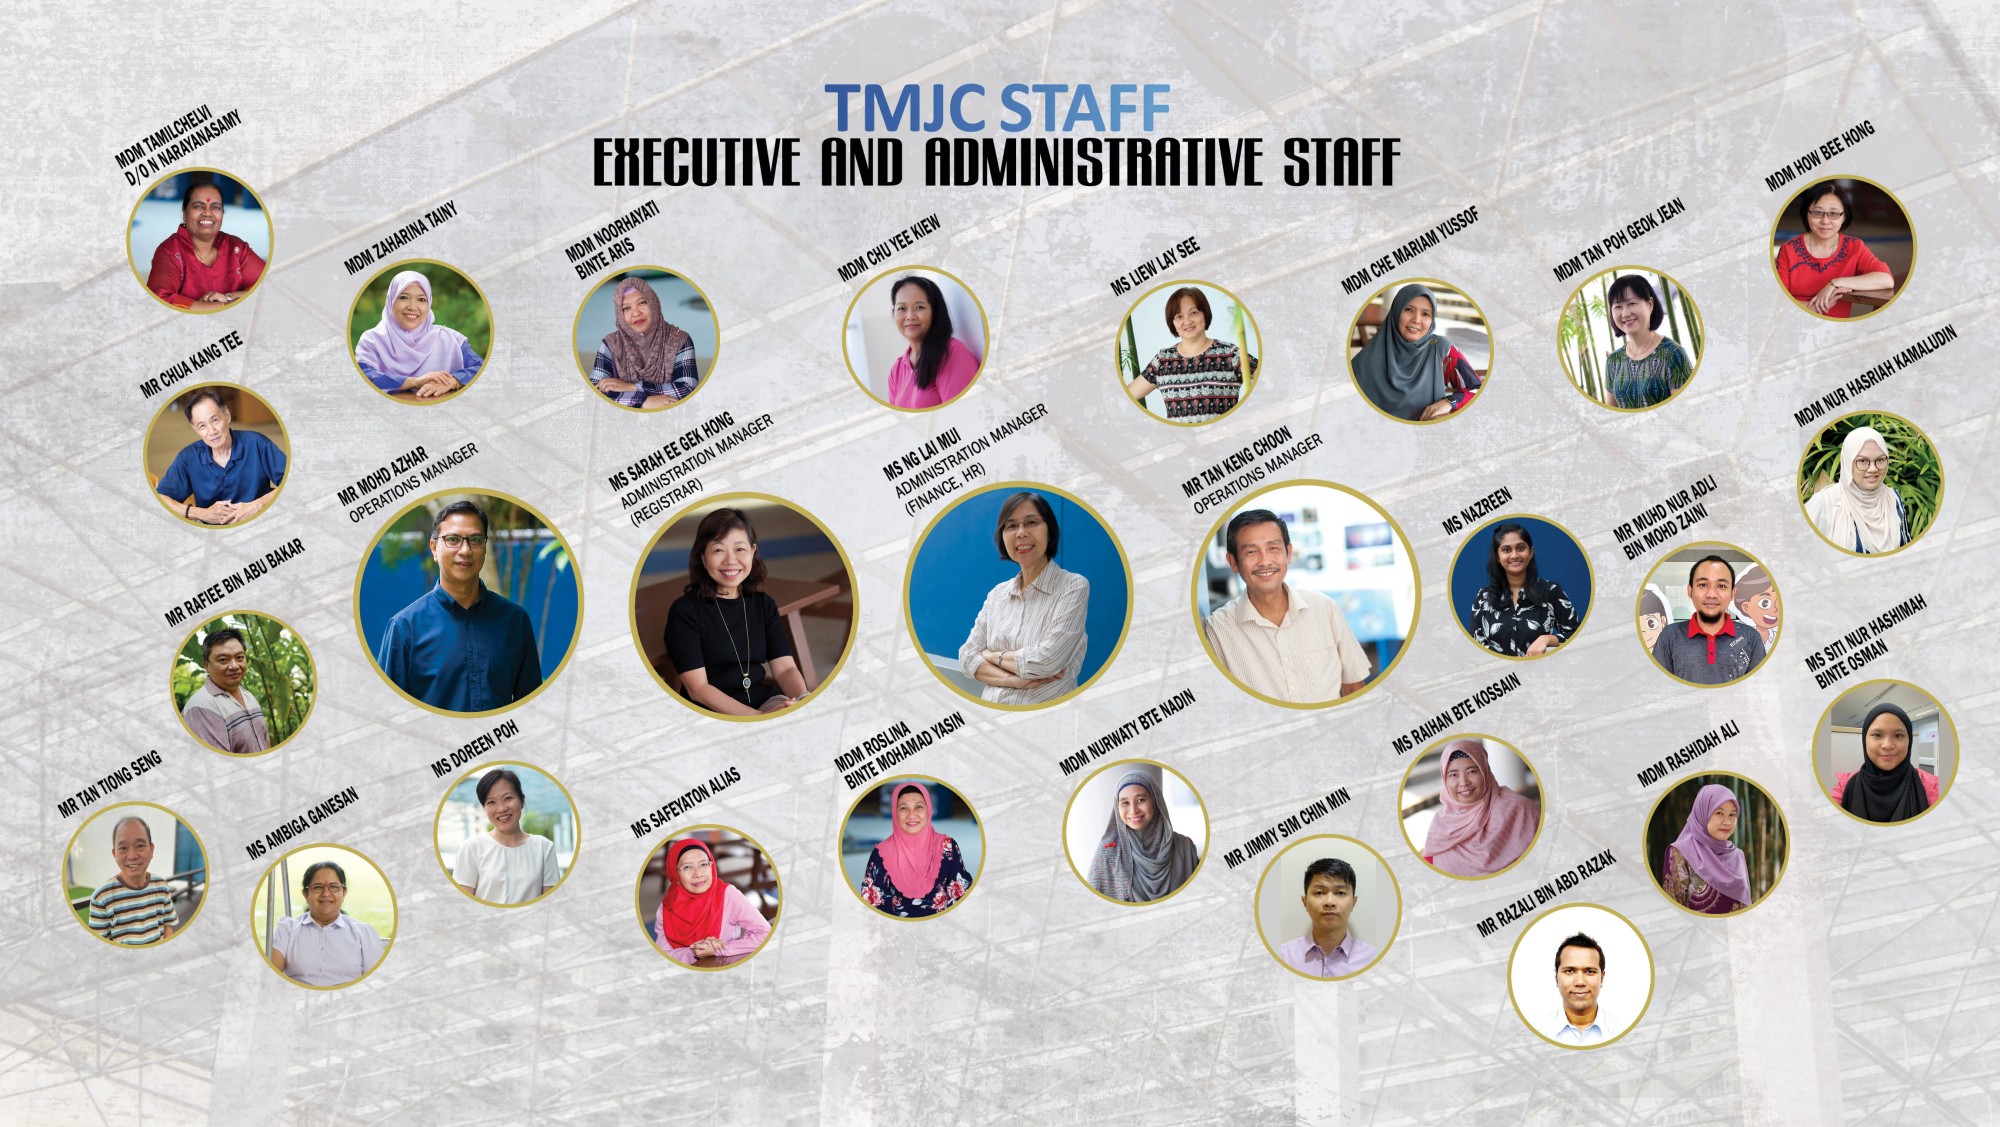 TMJC STAFF
EXECUTIVE AND ADMINISTRATIVE STAFF
MDM TAMILCHELVI
D/O N NARAYANASAMY
MDM ZAHARINA TAINY
MDM NOORHAYATI
BINTE ARIS
MDM CHU YEE KIEW
MS LIEW LAY SEE
MDM CHE MARIAM YUSSOF
MDM TAN POH GEOK JEAN
MDM HOW BEE HONG
MR CHUA KANG TEE
MR MOHD AZHAR
OPERATIONS MANAGER
MS SARAH EE GEK HONG
ADMINISTRATION MANAGER
(REGISTRAR)
MS NG LAI MUI
ADMINISTRATION MANAGER
(FINANCE, HR)
MR TAN KENG CHOON
OPERATIONS MANAGER
MS NAZREEN
MR MUHD NUR ADLI
BIN MOHD ZAINI
MDM NUR HASRIAH KAMALUDIN
MR RAFIEE BIN ABU BAKAR
MS SITI NUR HASHIMAH
BINTE OSMAN
MR TAN TIONG SENG
MS AMBIGA GANESAN
MS DOREEN POH
MS SAFEYATON ALIAS
MDM ROSLINA
BINTE MOHAMAD YASIN
MDM NURWATY BTE NADIN
MR JIMMY SIM CHIN MIN
MS RAIHAN BTE KOSSAIN
MR RAZALI BIN ABD RAZAK
MDM RASHIDAH ALI